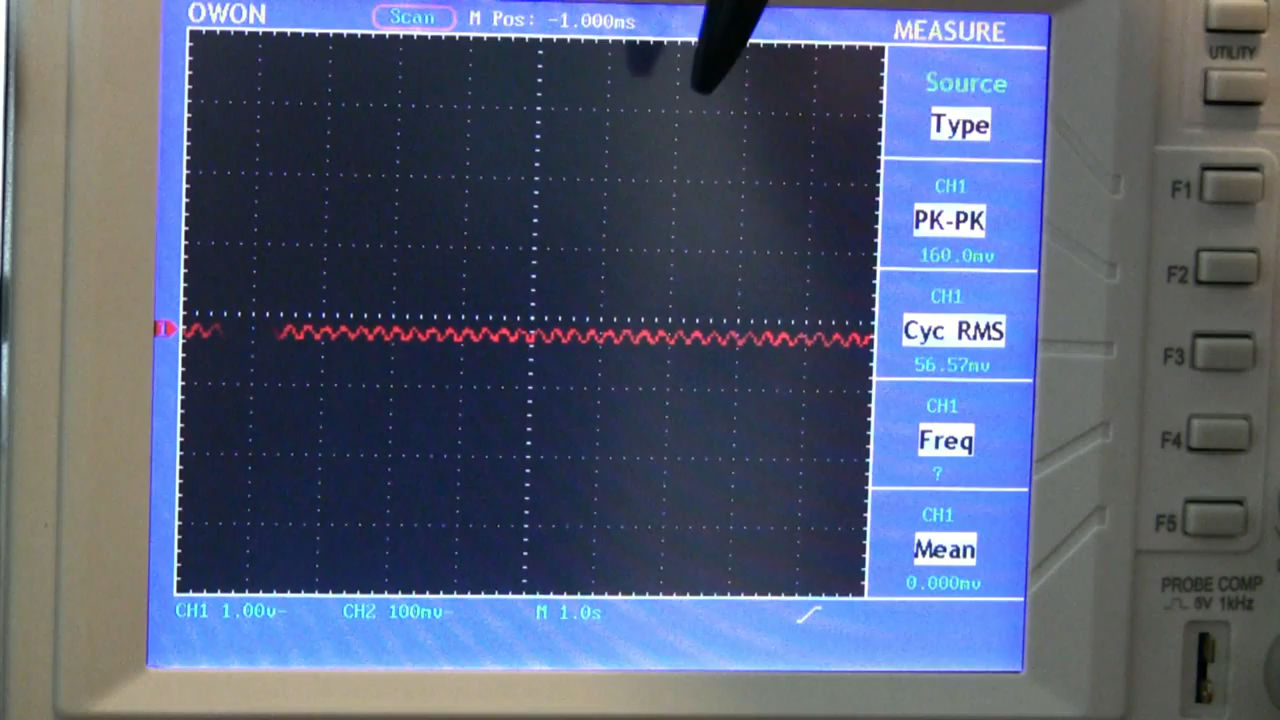 OWON Scan M Pos: -1.000ms
MEASURE
Source
Type
CH1
PK-PK
160.0mv
CH1
Cyc RMS
56.57mv
CH1
Freq
?
CH1
Mean
0.000mv
1
CH1 1.00v- CH2 100mv- M 1.0s
UTILITY
F1
F2
F3
F4
F5
PROBE COMP
5V 1kHz